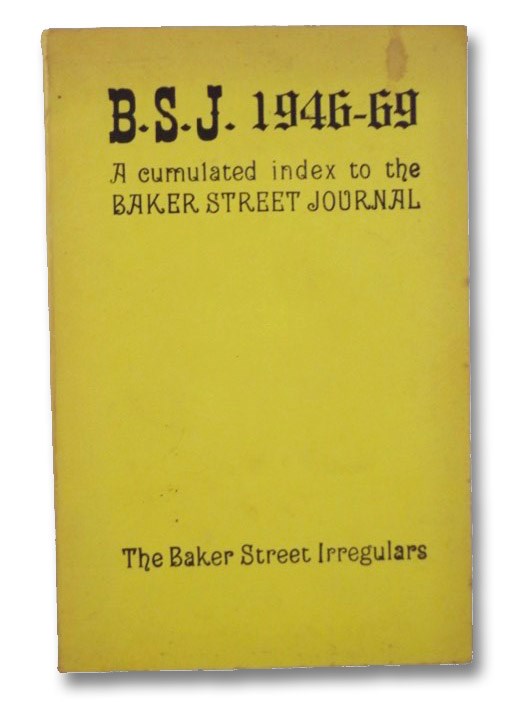 B.S.J. 1946-69
A cumulated index to the
BAKER STREET JOURNAL
The Baker Street Irregulars